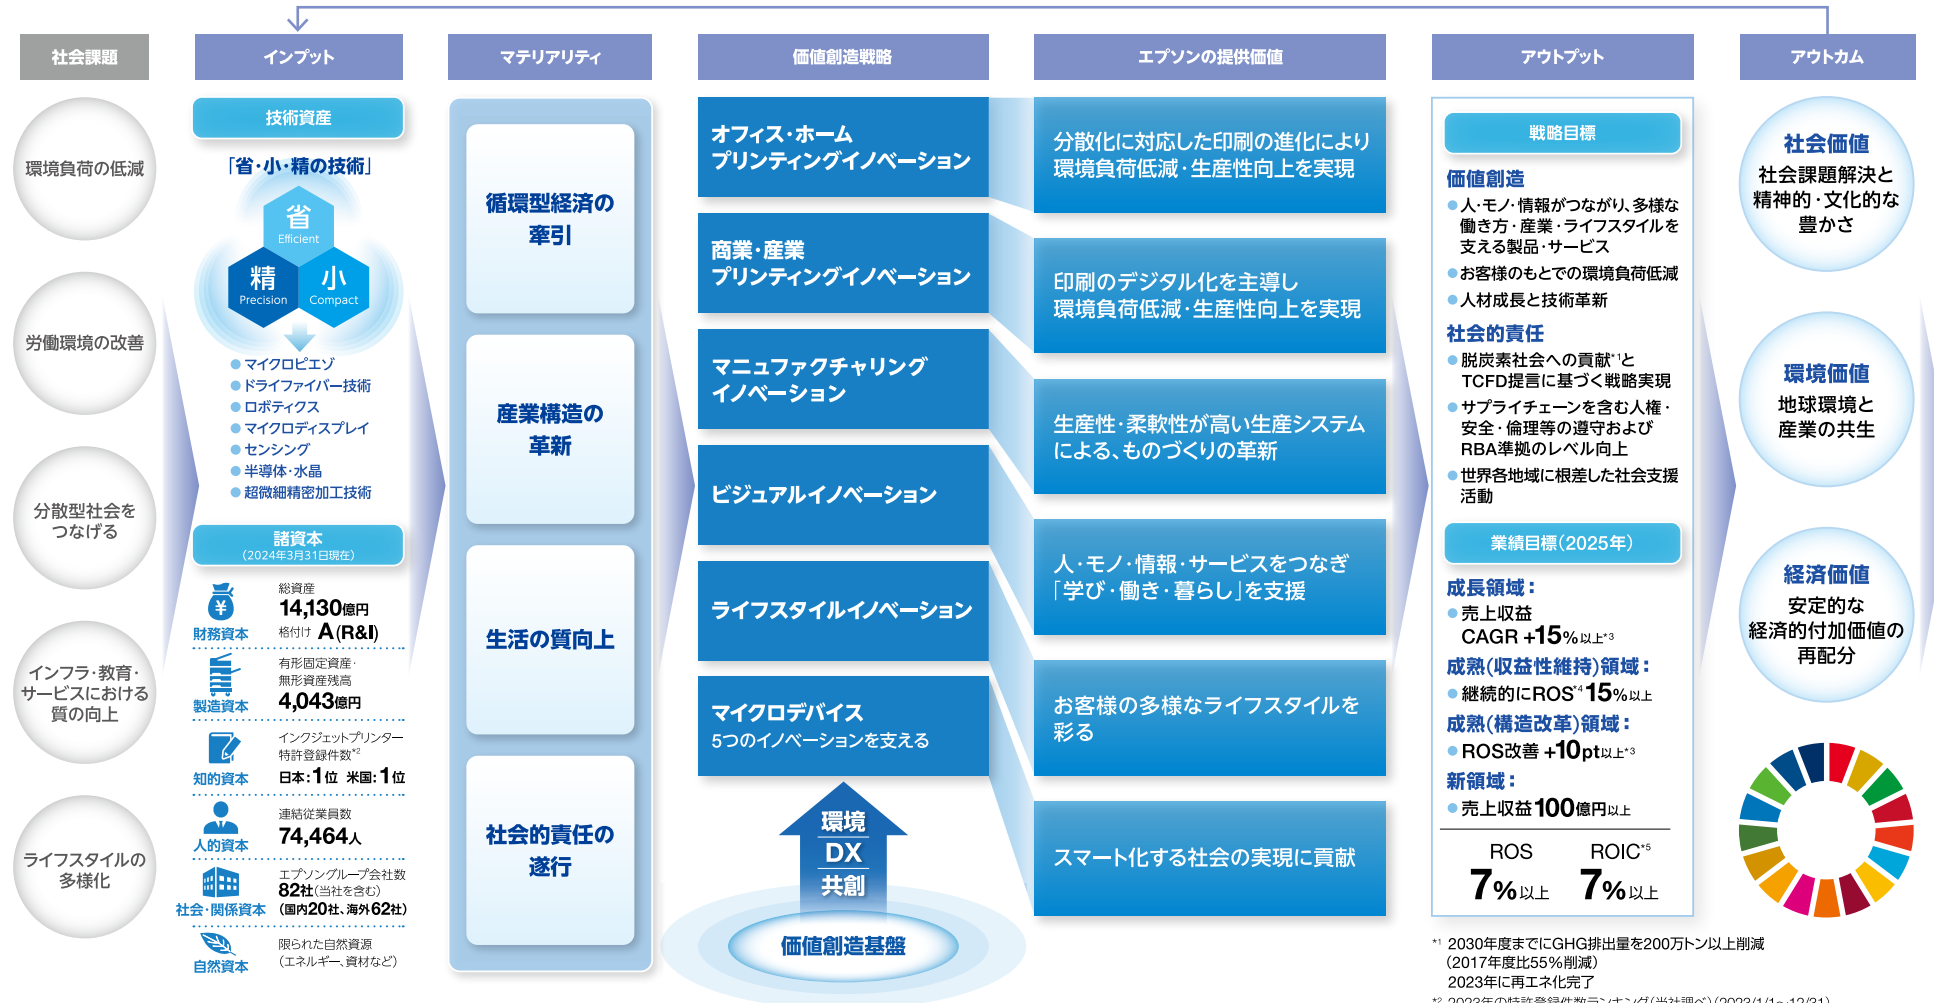 社会課題
環境負荷の低減
労働環境の改善
分散型社会を
つなげる
インフラ・教育・
サービスにおける
質の向上
ライフスタイルの
多様化
インプット
技術資産
「省・小・精の技術」
省
Efficient
精
Precision
小
Compact
●マイクロピエゾ
●ドライファイバー技術
●ロボティクス
●マイクロディスプレイ
●センシング
●半導体・水晶
●超微細精密加工技術
諸資本
(2024年3月31日現在)
財務資本
総資産
14,130億円
格付け A(R&I)
製造資本
有形固定資産・
無形資産残高
4,043億円
知的資本
インクジェットプリンター
特許登録件数*2
日本:1位 米国:1位
人的資本
連結従業員数
74,464人
社会・関係資本
エプソングループ会社数
82社(当社を含む)
(国内20社、海外62社)
自然資本
限られた自然資源
(エネルギー、資材など)
マテリアリティ
循環型経済の
牽引
産業構造の
革新
生活の質向上
社会的責任の
遂行
価値創造戦略
オフィス・ホーム
プリンティングイノベーション
商業・産業
プリンティングイノベーション
マニュファクチャリング
イノベーション
ビジュアルイノベーション
ライフスタイルイノベーション
マイクロデバイス
5つのイノベーションを支える
環境
DX
共創
価値創造基盤
エプソンの提供価値
分散化に対応した印刷の進化により
環境負荷低減・生産性向上を実現
印刷のデジタル化を主導し
環境負荷低減・生産性向上を実現
生産性・柔軟性が高い生産システム
による、ものづくりの革新
人・モノ・情報・サービスをつなぎ
「学び・働き・暮らし」を支援
お客様の多様なライフスタイルを
彩る
スマート化する社会の実現に貢献
アウトプット
戦略目標
価値創造
●人・モノ・情報がつながり、多様な
働き方・産業・ライフスタイルを
支える製品・サービス
●お客様のもとでの環境負荷低減
●人材成長と技術革新
社会的責任
●脱炭素社会への貢献*1と
TCFD提言に基づく戦略実現
●サプライチェーンを含む人権・
安全・倫理等の遵守および
RBA準拠のレベル向上
●世界各地域に根差した社会支援
活動
業績目標(2025年)
成長領域:
●売上収益
CAGR +15%以上*3
成熟(収益性維持)領域:
●継続的にROS*4 15%以上
成熟(構造改革)領域:
●ROS改善 +10pt以上*3
新領域:
●売上収益100億円以上
ROS
7%以上
ROIC*5
7%以上
*1 2030年度までにGHG排出量を200万トン以上削減
(2017年度比55%削減)
2023年に再エネ化完了
*2 2023年の特許登録件数ランキング(当社調べ)(2023/1/1~12/31)
アウトカム
社会価値
社会課題解決と
精神的・文化的な
豊かさ
環境価値
地球環境と
産業の共生
経済価値
安定的な
経済的付加価値の
再配分